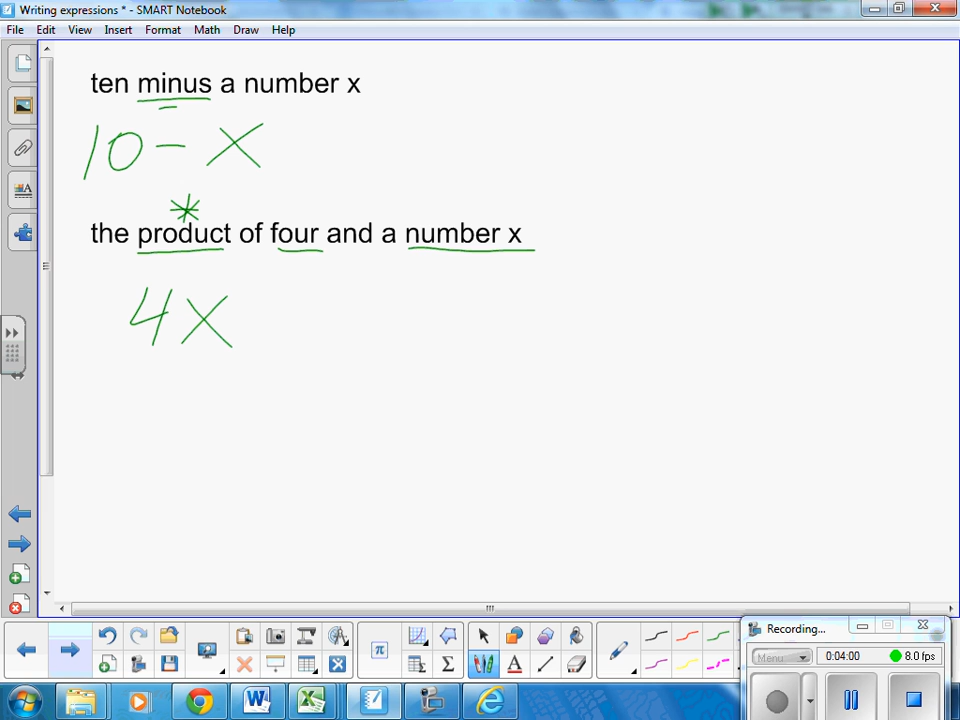 Writing expressions * - SMART Notebook
File Edit View Insert Format Math Draw Help
ten minus a number x
10 - x
*
the product of four and a number x
4x
Recording...
Menu 0:04:00 8.0 fps